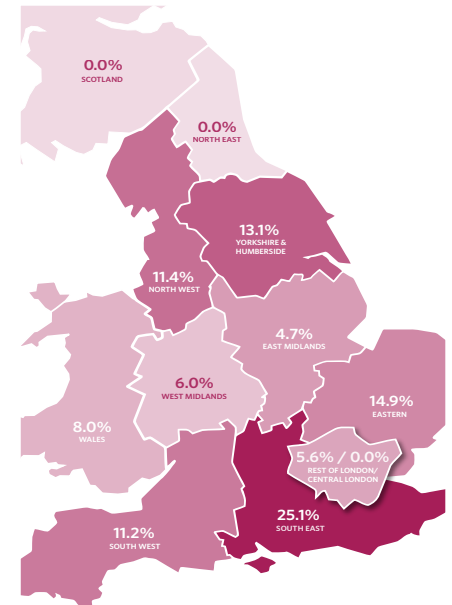 0.0%
SCOTLAND
0.0%
NORTH EAST
13.1%
YORKSHIRE &
HUMBERSIDE
11.4%
NORTH WEST
4.7%
EAST MIDLANDS
6.0%
WEST MIDLANDS
14.9%
EASTERN
8.0%
WALES
5.6% / 0.0%
REST OF LONDON/
CENTRAL LONDON
25.1%
SOUTH EAST
11.2%
SOUTH WEST